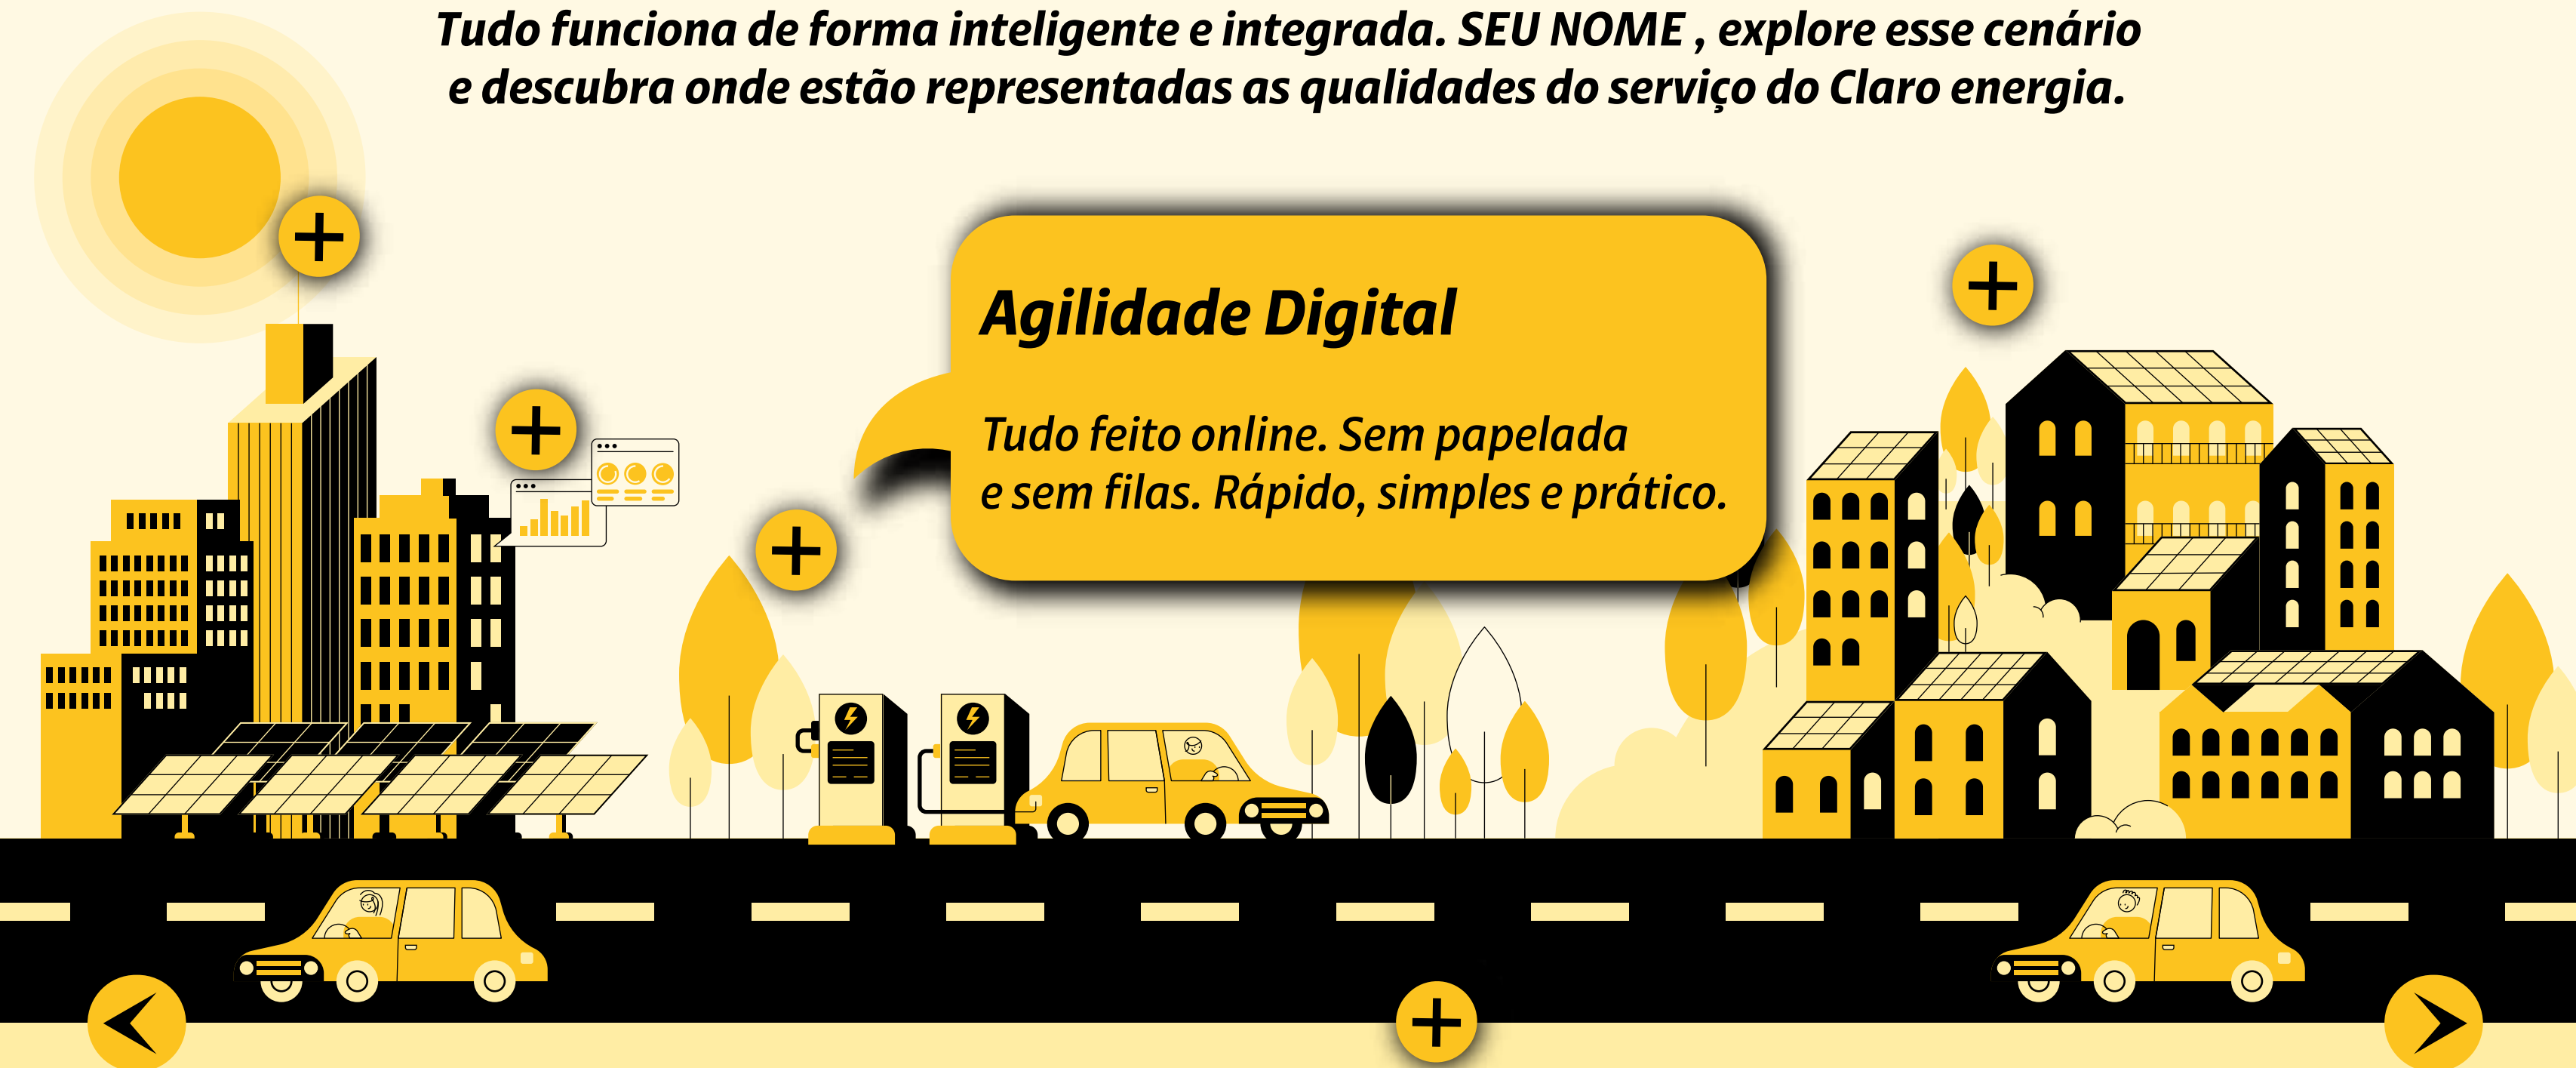 Tudo funciona de forma inteligente e integrada. SEU NOME , explore esse cenário
e descubra onde estão representadas as qualidades do serviço do Claro energia.
Agilidade Digital
Tudo feito online. Sem papelada
e sem filas. Rápido, simples e prático.